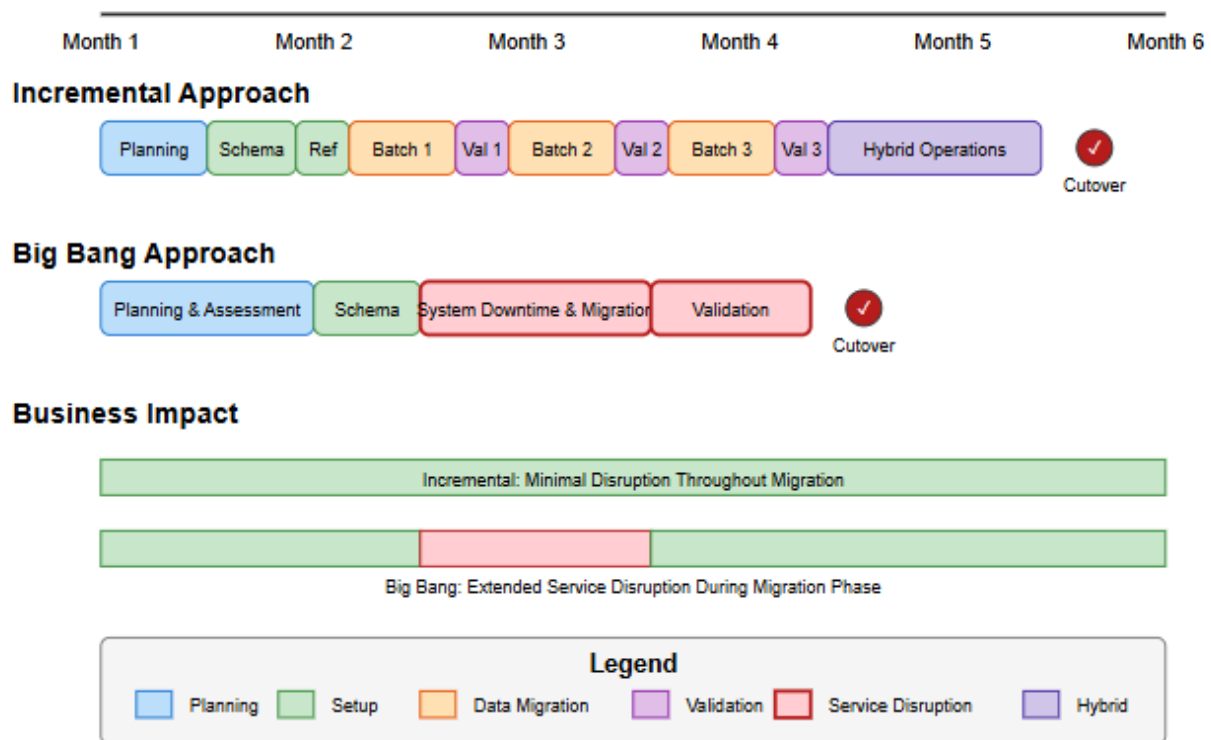 Month 1 Month 2 Month 3 Month 4 Month 5 Month 6
Incremental Approach
Planning Schema Ref Batch 1 Val 1 Batch 2 Val 2 Batch 3 Val 3 Hybrid Operations
Cutover
Big Bang Approach
Planning & Assessment Schema System Downtime & Migration Validation
Cutover
Business Impact
Incremental: Minimal Disruption Throughout Migration
Big Bang: Extended Service Disruption During Migration Phase
Legend
Planning Setup Data Migration Validation Service Disruption Hybrid